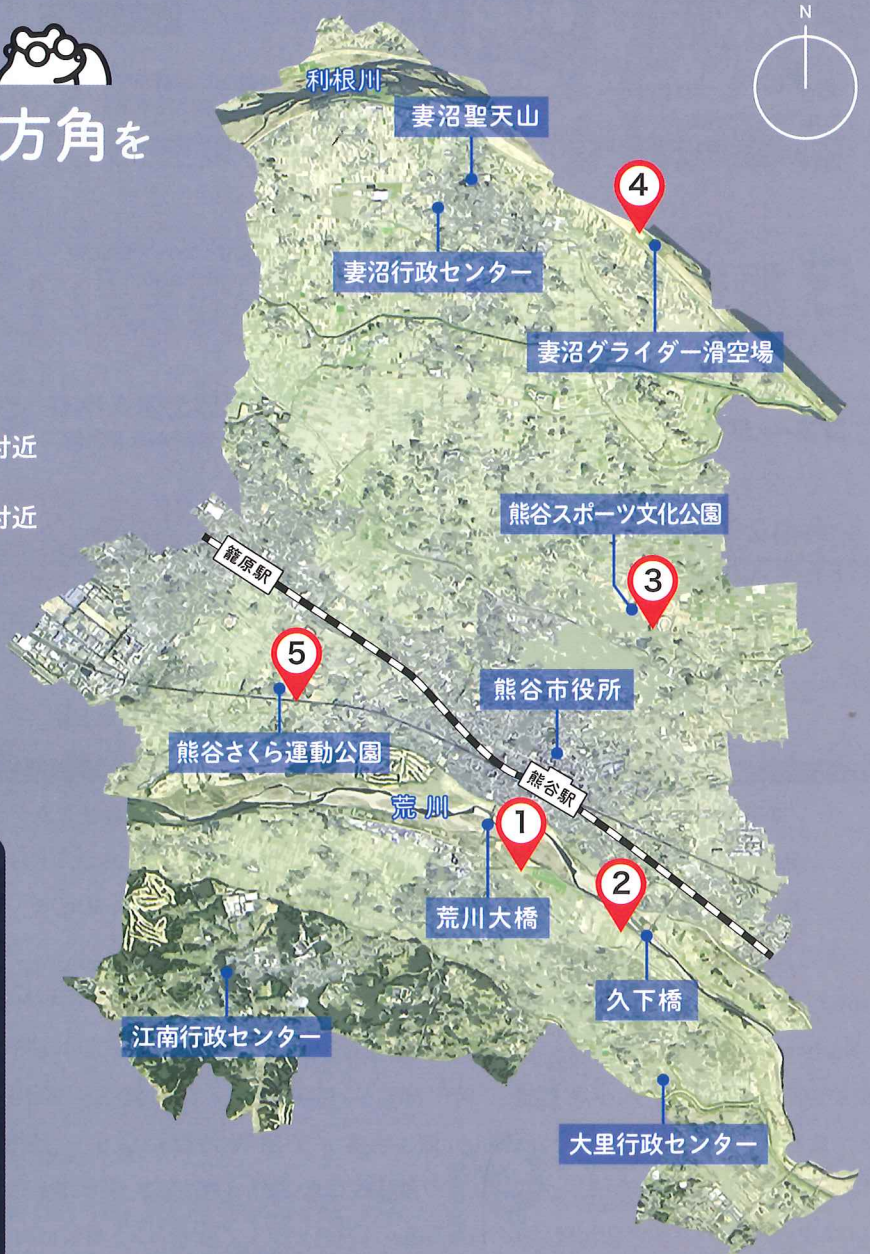 N
方角を
利根川
妻沼聖天山
4
妻沼行政センター
妻沼グライダー滑空場
付近
付近
熊谷スポーツ文化公園
籠原駅
3
5
熊谷市役所
熊谷さくら運動公園
熊谷駅
荒川
1
2
荒川大橋
久下橋
江南行政センター
大里行政センター